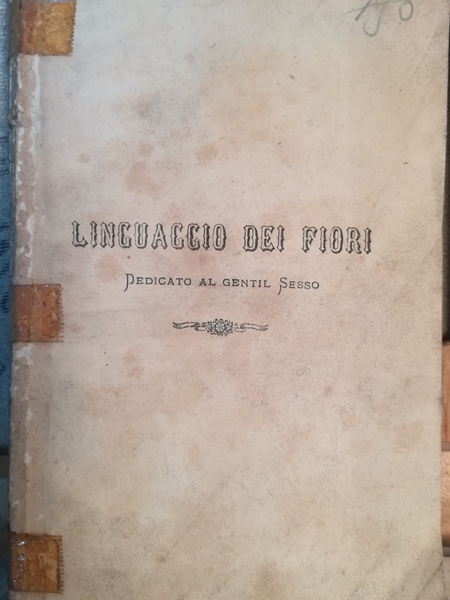 LINGUAGGIO DEI FIORI
DEDICATO AL GENTIL SESSO